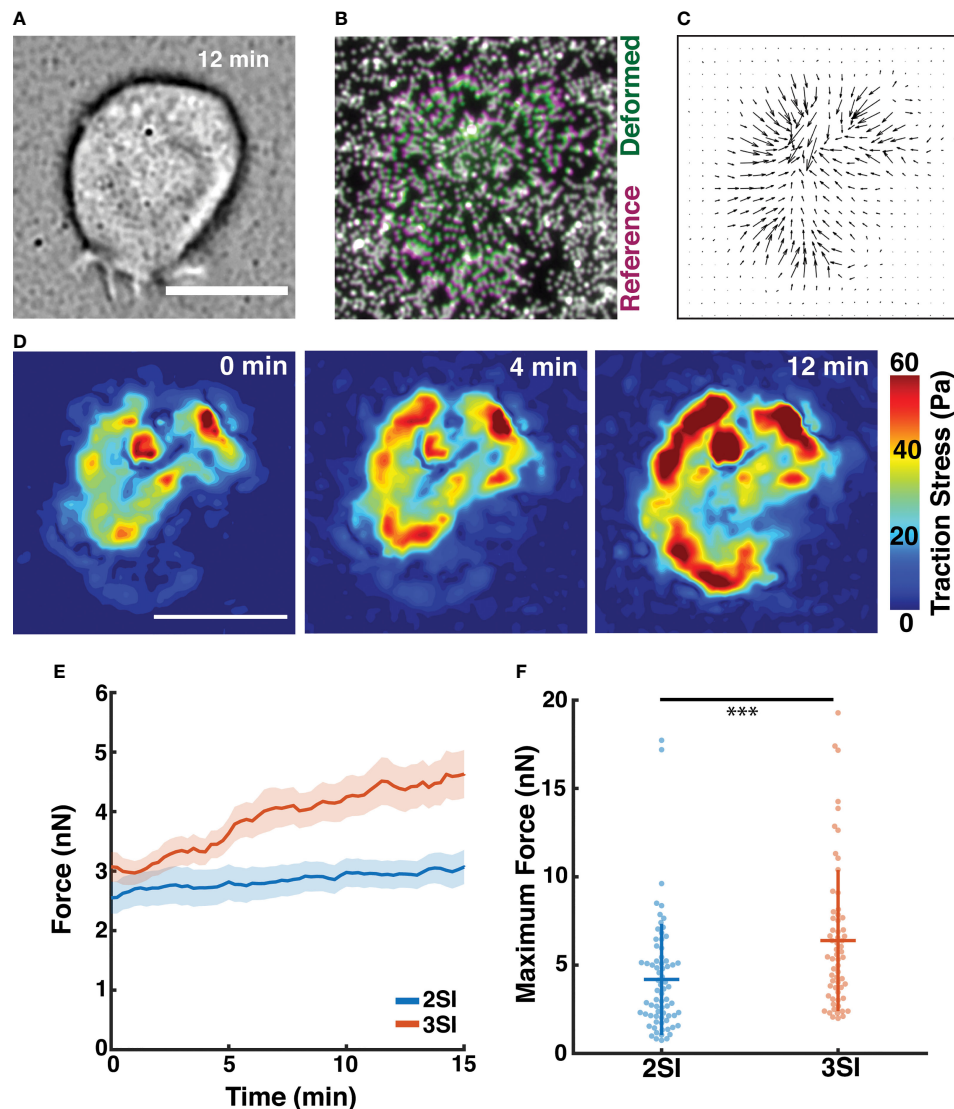 A
12 min
B
Reference Deformed
C
D
0 min
4 min
12 min
60
40
20
0
Traction Stress (Pa)
E
6
5
4
3
2
1
0
Force (nN)
2SI
3SI
0
5
10
15
Time (min)
F
20
15
10
5
0
Maximum Force (nN)
***
2SI
3SI